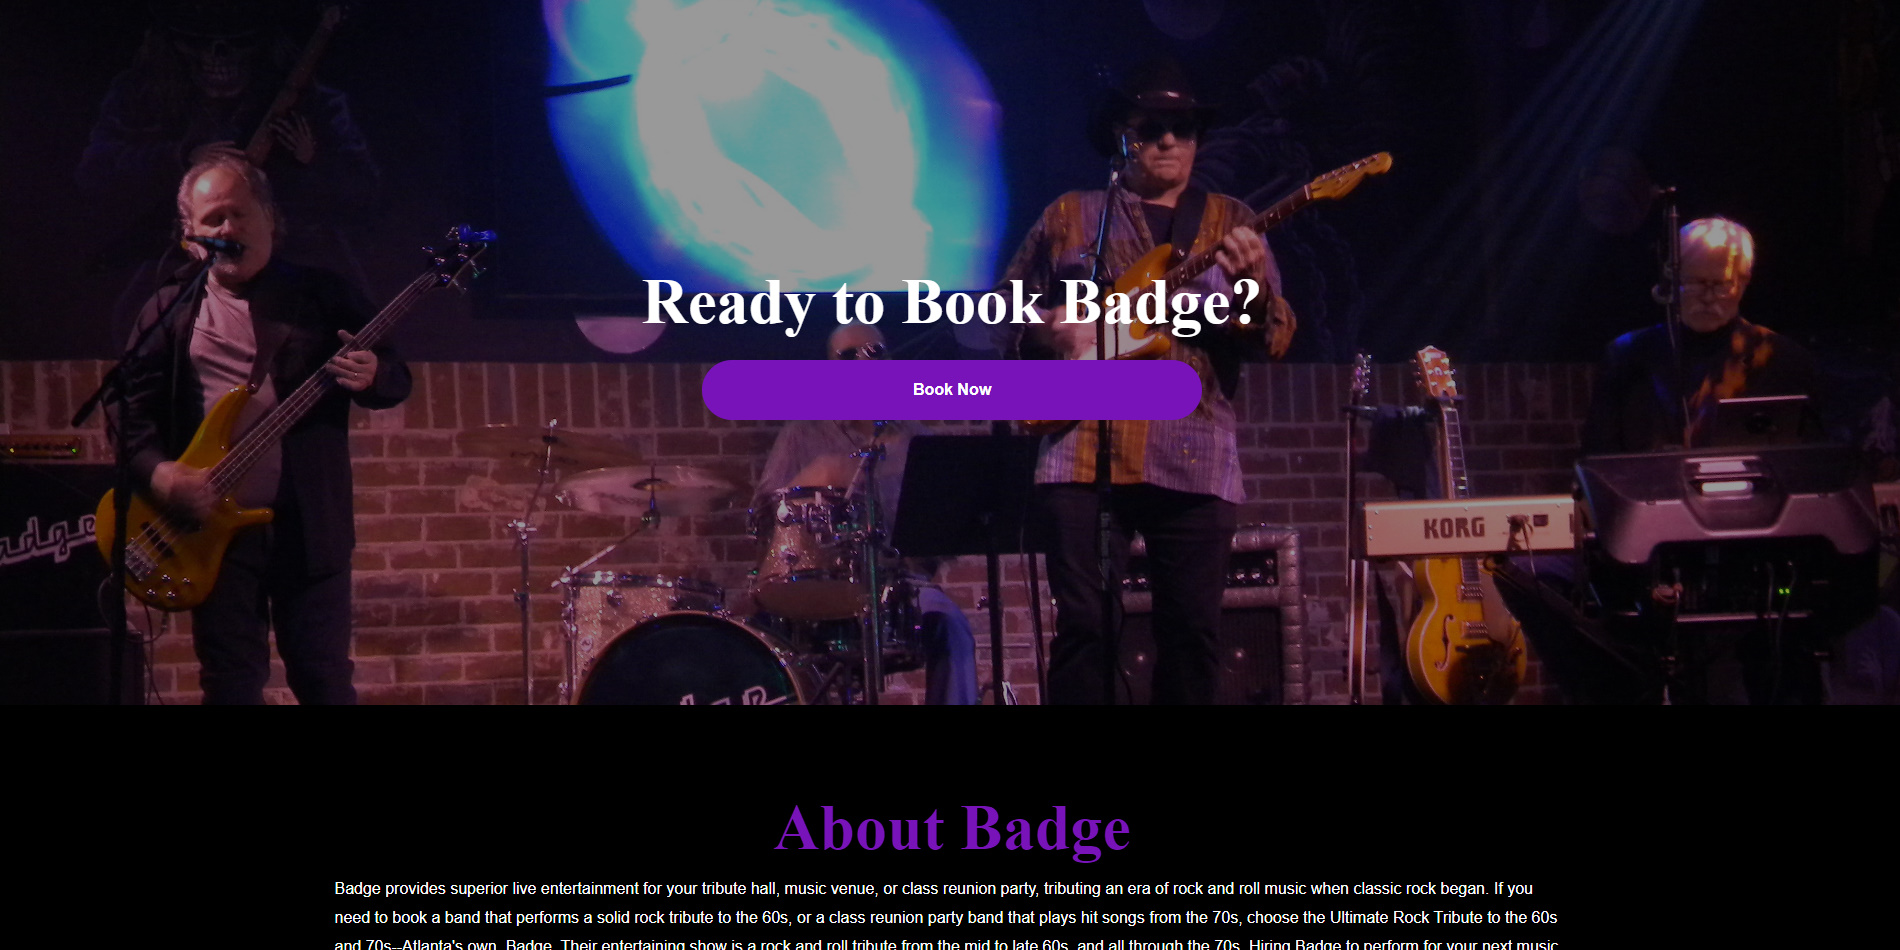 Ready to Book Badge?
Book Now
KORG
About Badge
Badge provides superior live entertainment for your tribute hall, music venue, or class reunion party, tributing an era of rock and roll music when classic rock began. If you
need to book a band that performs a solid rock tribute to the 60s, or a class reunion party band that plays hit songs from the 70s, choose the Ultimate Rock Tribute to the 60s
and 70s--Atlanta's own, Badge. Their entertaining show is a rock and roll tribute from the mid to late 60s, and all through the 70s. Hiring Badge to perform for your next music